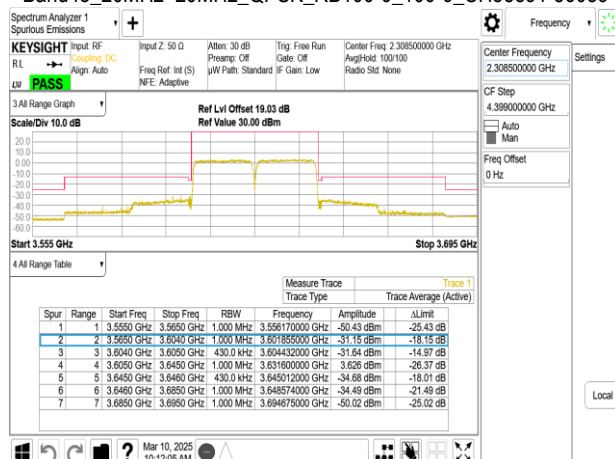 Spectrum Analyzer 1
Spurious Emissions
Frequency
KEYSIGHT Input: RF Input Z: 50 Ω Atten: 30 dB Trig: Free Run Center Freq: 2.308500000 GHz
RL Coupling: DC Preamp: Off Gate: Off Avg|Hold: 100/100
Align: Auto Freq Ref: Int (S) µW Path: Standard IF Gain: Low Radio Std: None
PASS NFE: Adaptive
Center Frequency
2.308500000 GHz
Settings
CF Step
4.399000000 GHz
Auto
Man
Freq Offset
0 Hz
3 All Range Graph
Ref Lvl Offset 19.03 dB
Scale/Div 10.0 dB Ref Value 30.00 dBm
20.0
10.0
0.00
-10.0
-20.0
-30.0
-40.0
-50.0
-60.0
Start 3.555 GHz Stop 3.695 GHz
4 All Range Table
Measure Trace Trace 1
Trace Type Trace Average (Active)
Spur Range Start Freq Stop Freq RBW Frequency Amplitude ΔLimit
1 1 3.5550 GHz 3.5650 GHz 1.000 MHz 3.556170000 GHz -50.43 dBm -25.43 dB
2 2 3.5650 GHz 3.6040 GHz 1.000 MHz 3.601855000 GHz -31.15 dBm -18.15 dB
3 3 3.6040 GHz 3.6050 GHz 430.0 kHz 3.604432000 GHz -31.64 dBm -14.97 dB
4 4 3.6050 GHz 3.6450 GHz 1.000 MHz 3.631600000 GHz 3.626 dBm -26.37 dB
5 5 3.6450 GHz 3.6460 GHz 430.0 kHz 3.645012000 GHz -34.68 dBm -18.01 dB
6 6 3.6460 GHz 3.6850 GHz 1.000 MHz 3.648574000 GHz -34.49 dBm -21.49 dB
7 7 3.6850 GHz 3.6950 GHz 1.000 MHz 3.694675000 GHz -50.02 dBm -25.02 dB
Local
Mar 10, 2025
10:12:05 AM